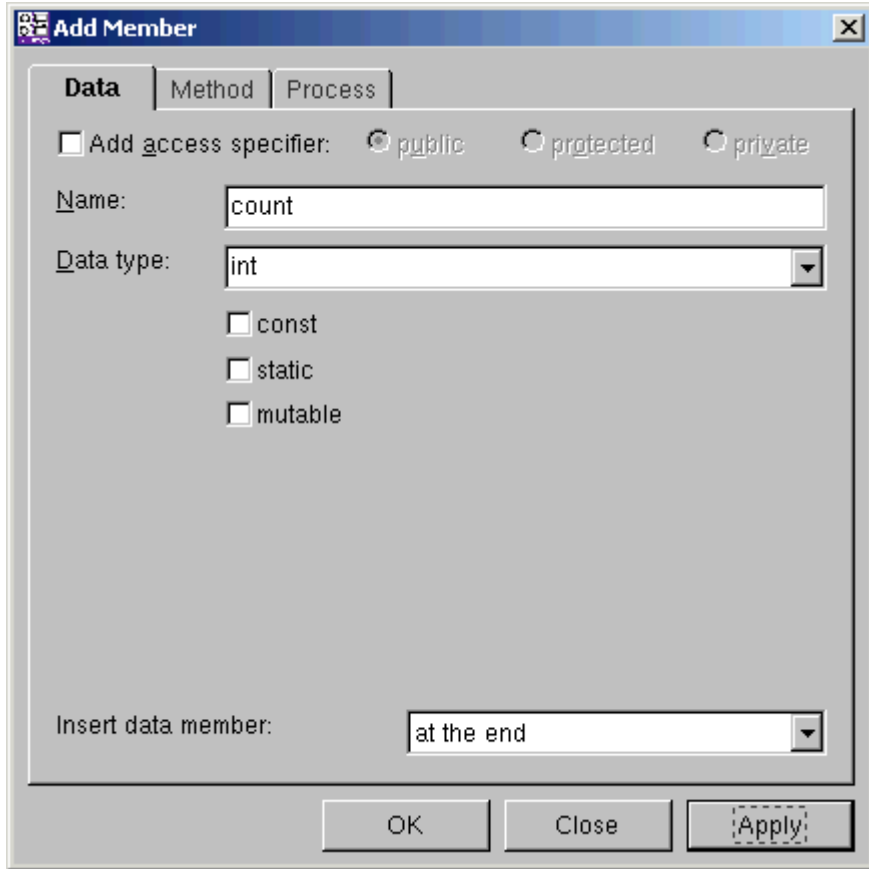 Add Member
Data Method Process
Add access specifier: public protected private
Name: count
Data type: int
const
static
mutable
Insert data member: at the end
OK Close Apply